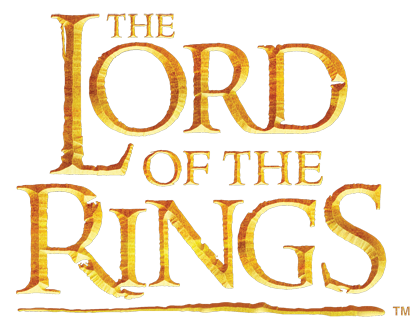 THE
LORD
OF THE
RINGS
™